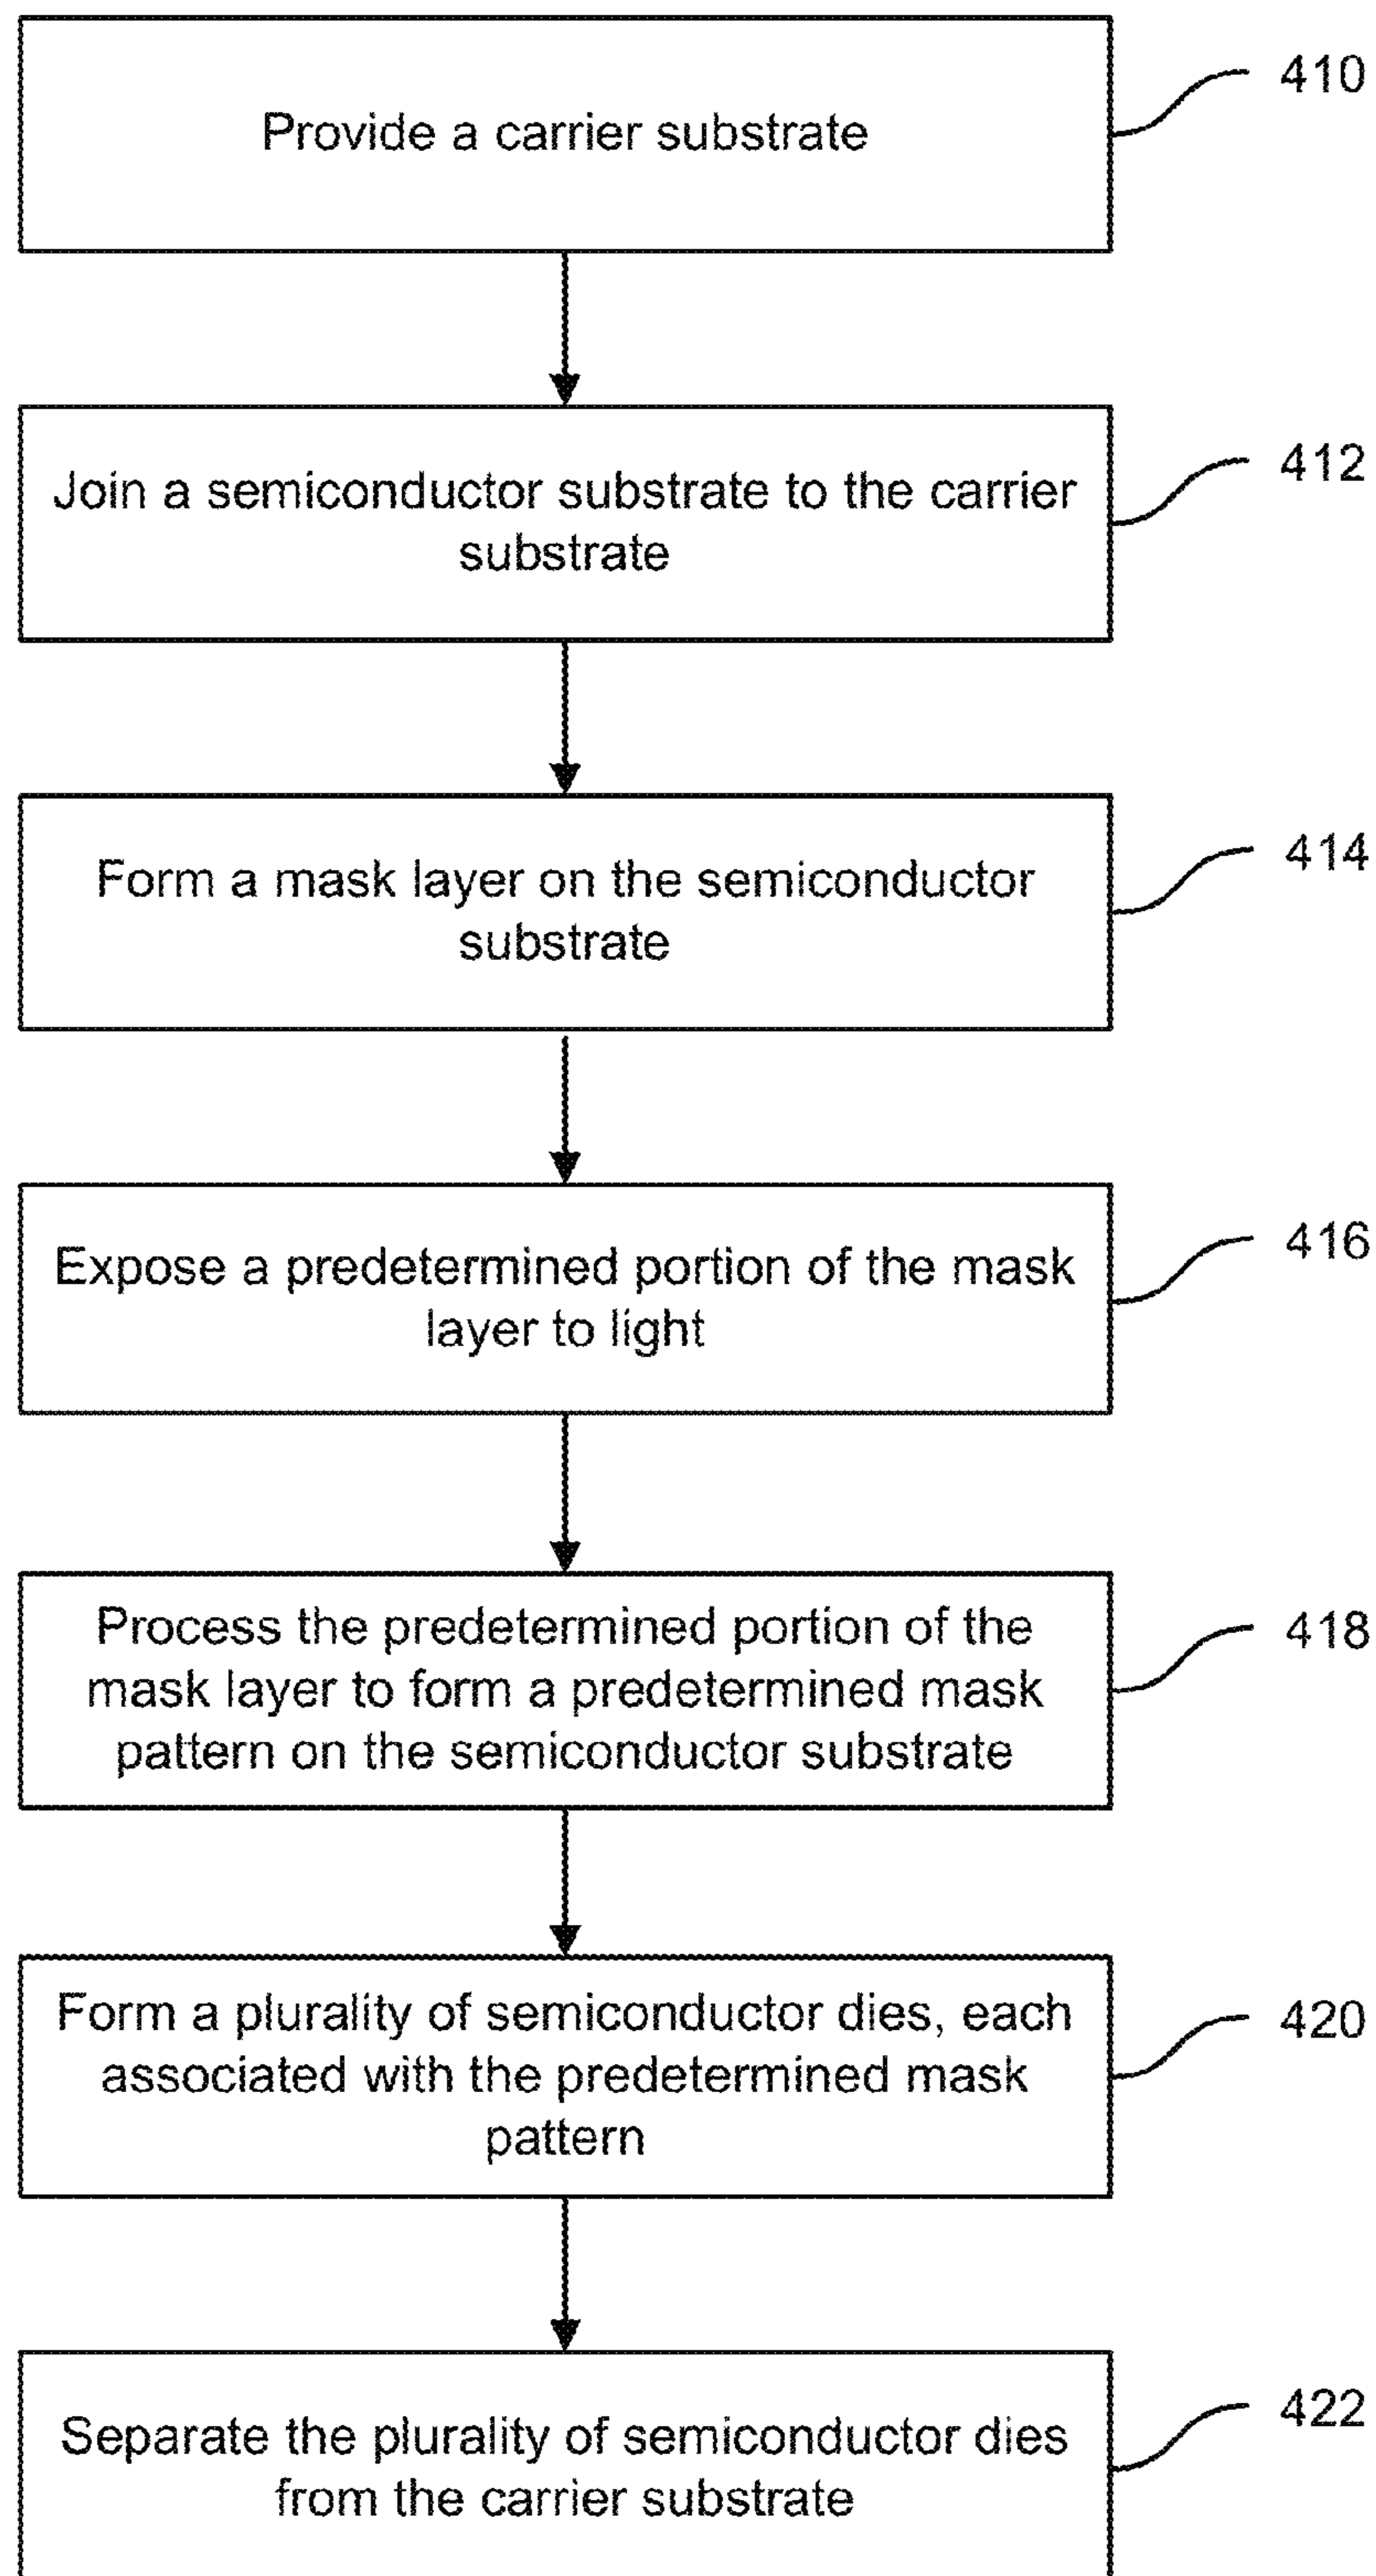 Provide a carrier substrate
410
Join a semiconductor substrate to the carrier
substrate
412
Form a mask layer on the semiconductor
substrate
414
Expose a predetermined portion of the mask
layer to light
416
Process the predetermined portion of the
mask layer to form a predetermined mask
pattern on the semiconductor substrate
418
Form a plurality of semiconductor dies, each
associated with the predetermined mask
pattern
420
Separate the plurality of semiconductor dies
from the carrier substrate
422